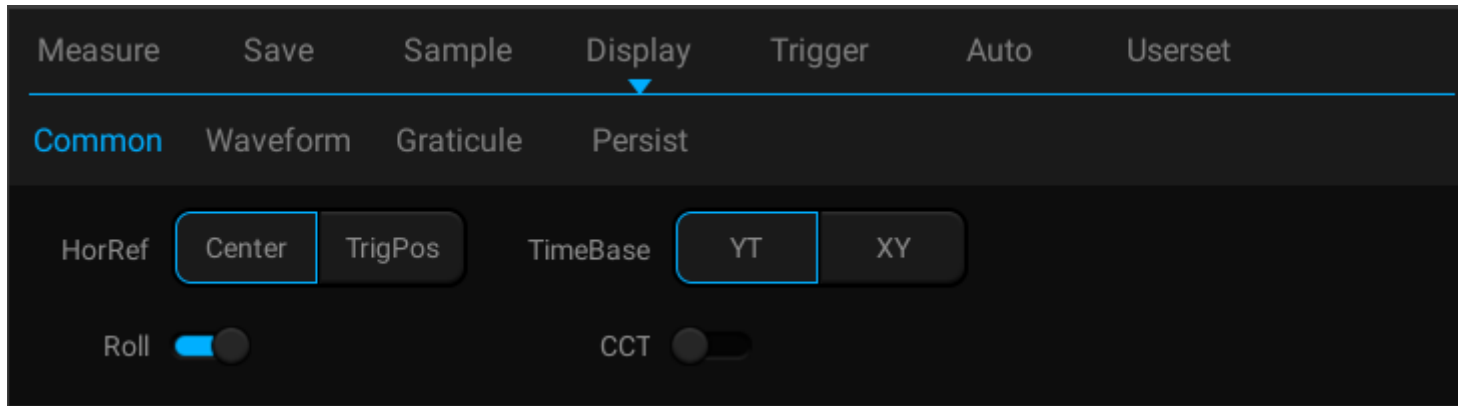 Measure Save Sample Display Trigger Auto Userset
Common Waveform Graticule Persist
HorRef Center TrigPos TimeBase YT XY
Roll CCT